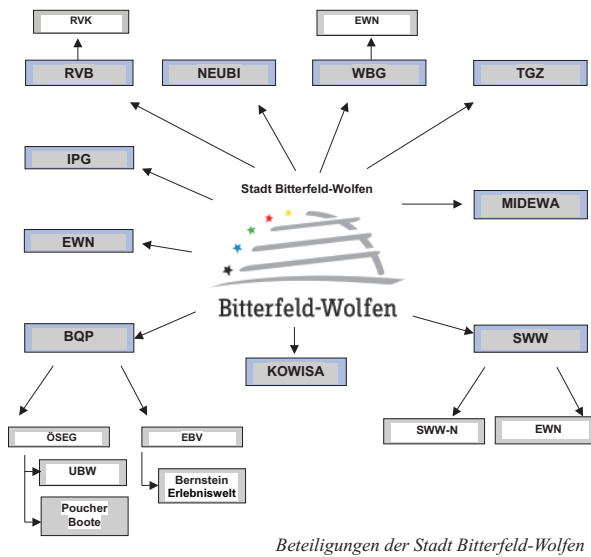 RVK
EWN
RVB
NEUBI
WBG
TGZ
IPG
Stadt Bitterfeld-Wolfen
MIDEWA
EWN
Bitterfeld-Wolfen
BQP
KOWISA
SWW
ÖSEG
EBV
SWW-N
EWN
UBW
Bernstein
Erlebniswelt
Poucher
Boote
Beteiligungen der Stadt Bitterfeld-Wolfen